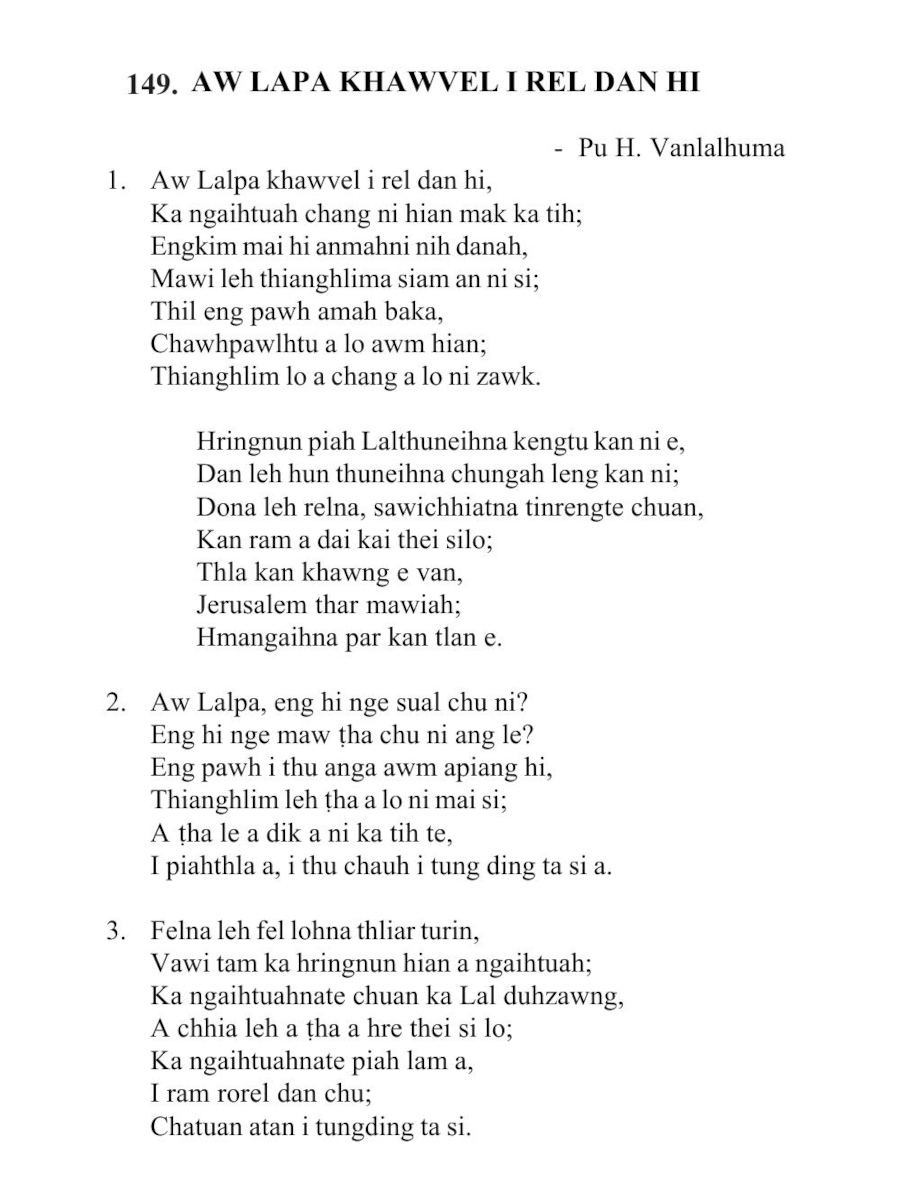 149. AW LAPA KHAWVEL I REL DAN HI
- Pu H. Vanlalhuma
1. Aw Lalpa khawvel i rel dan hi,
Ka ngaihtuah chang ni hian mak ka tih;
Engkim mai hi anmahni nih danah,
Mawi leh thianghlima siam an ni si;
Thil eng pawh amah baka,
Chawhpawlhtu a lo awm hian;
Thianghlim lo a chang a lo ni zawk.
Hringnun piah Lalthuneihna kengtu kan ni e,
Dan leh hun thuneihna chungah leng kan ni;
Dona leh relna, sawichhiatna tinrengte chuan,
Kan ram a dai kai thei silo;
Thla kan khawng e van,
Jerusalem thar mawiah;
Hmangaihna par kan tlan e.
2. Aw Lalpa, eng hi nge sual chu ni?
Eng hi nge maw ṭha chu ni ang le?
Eng pawh i thu anga awm apiang hi,
Thianghlim leh ṭha a lo ni mai si;
A ṭha le a dik a ni ka tih te,
I piahthla a, i thu chauh i tung ding ta si a.
3. Felna leh fel lohna thliar turin,
Vawi tam ka hringnun hian a ngaihtuah;
Ka ngaihtuahnate chuan ka Lal duhzawng,
A chhia leh a ṭha a hre thei si lo;
Ka ngaihtuahnate piah lam a,
I ram rorel dan chu;
Chatuan atan i tungding ta si.